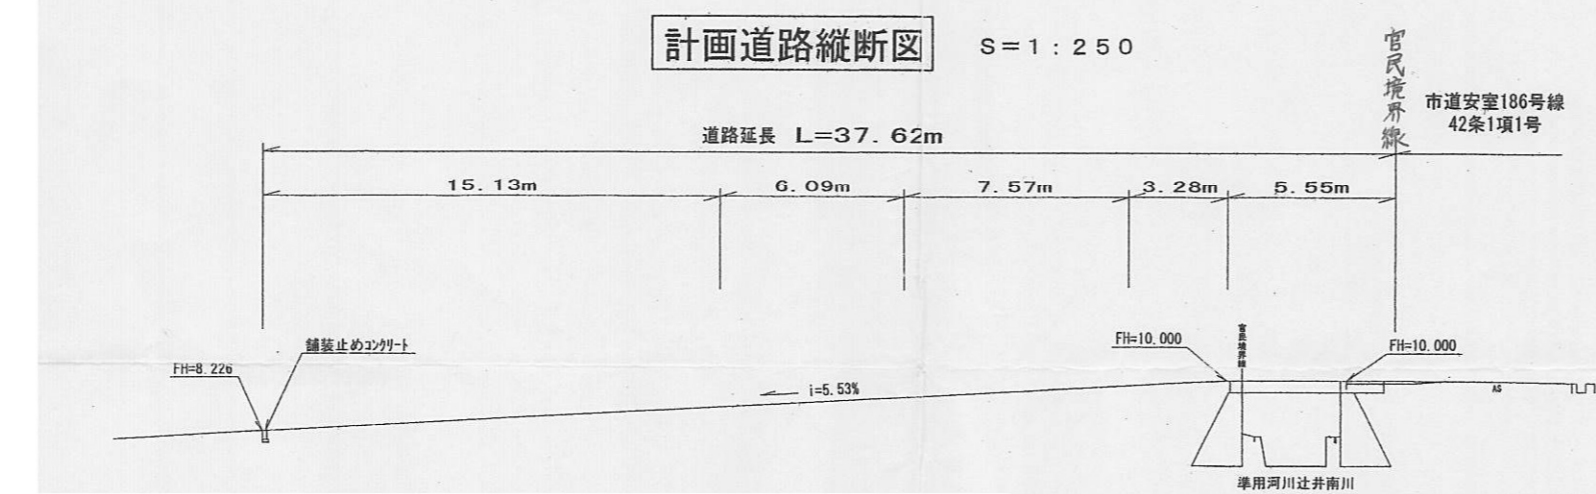 計画道路縦断図 S=1:250
官民境界線
市道安室186号線
42条1項1号
道路延長 L=37.62m
15.13m 6.09m 7.57m 3.28m 5.55m
舗装止めコンクリート
FH=8.226
i=5.53%
FH=10.000
官民境界線
FH=10.000
AS
準用河川辻井南川